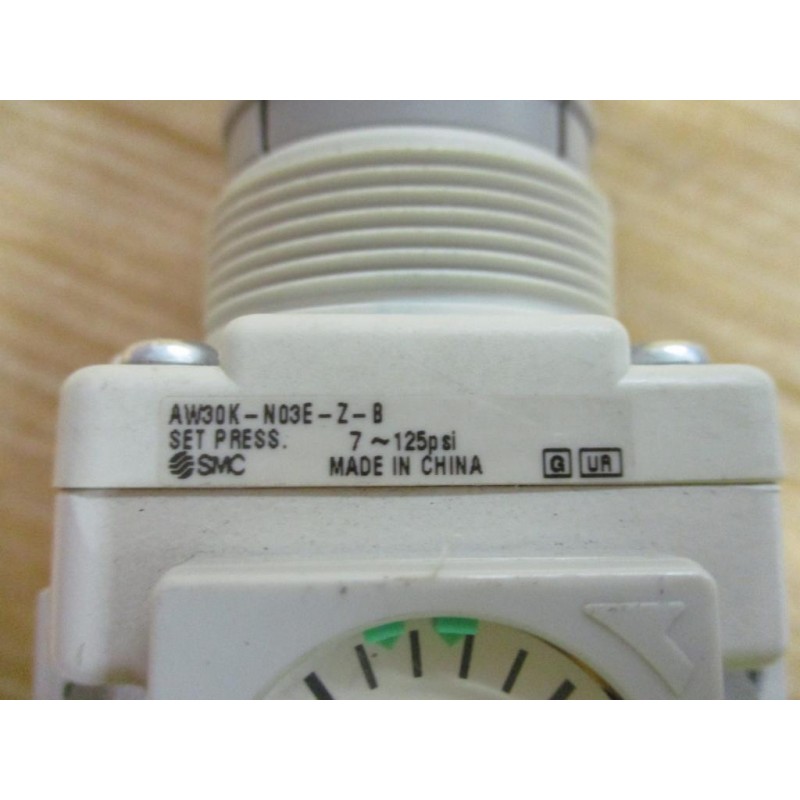 AW30K-N03E-Z-B
SET PRESS. 7~125psi
SMC MADE IN CHINA G UR